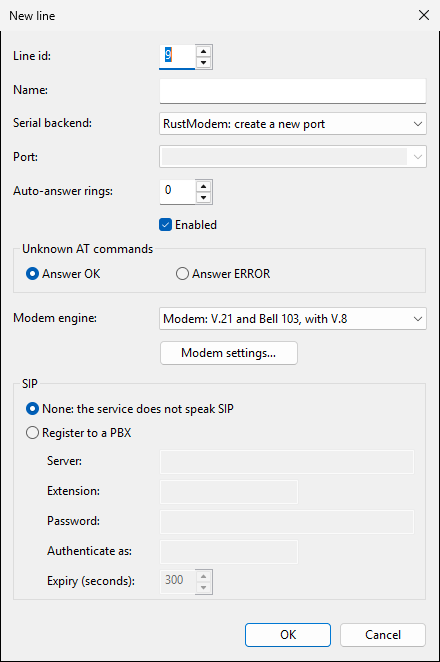 New line
Line id: 9
Name:
Serial backend: RustModem: create a new port
Port:
Auto-answer rings: 0
Enabled
Unknown AT commands
Answer OK Answer ERROR
Modem engine: Modem: V.21 and Bell 103, with V.8
Modem settings...
SIP
None: the service does not speak SIP
Register to a PBX
Server:
Extension:
Password:
Authenticate as:
Expiry (seconds): 300
OK Cancel